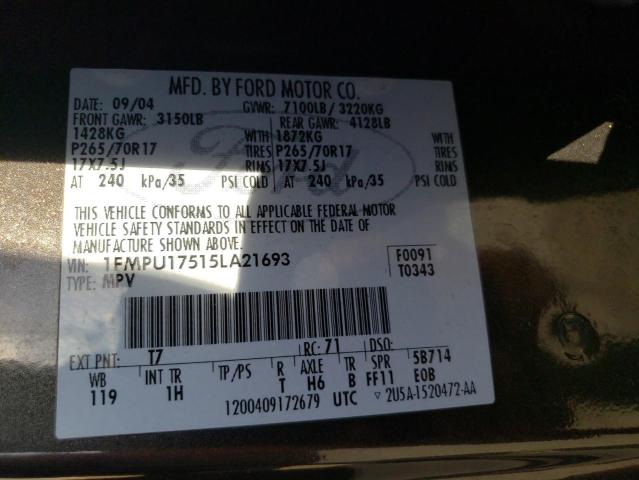 MFD. BY FORD MOTOR CO.
DATE: 09/04 GVWR: 7100LB/ 3220KG
FRONT GAWR: 3150LB REAR GAWR: 4128LB
1428KG WITH 1872KG WITH
P265/70R17 TIRES P265/70R17 TIRES
17X7.5J RIMS 17X7.5J RIMS
AT 240 kPa/35 PSI COLD AT 240 kPa/35 PSI COLD
THIS VEHICLE CONFORMS TO ALL APPLICABLE FEDERAL MOTOR
VEHICLE SAFETY STANDARDS IN EFFECT ON THE DATE OF
MANUFACTURE SHOWN ABOVE.
VIN: 1FMPU17515LA21693 F0091
TYPE: MPV T0343
EXT PNT: T7 RC: 71 DSO:
WB INT TR TP/PS R AXLE TR SPR 5B714
119 1H T H6 B FF11 EOB
1200409172679 UTC ▽ 2U5A-1520472-AA
Ford